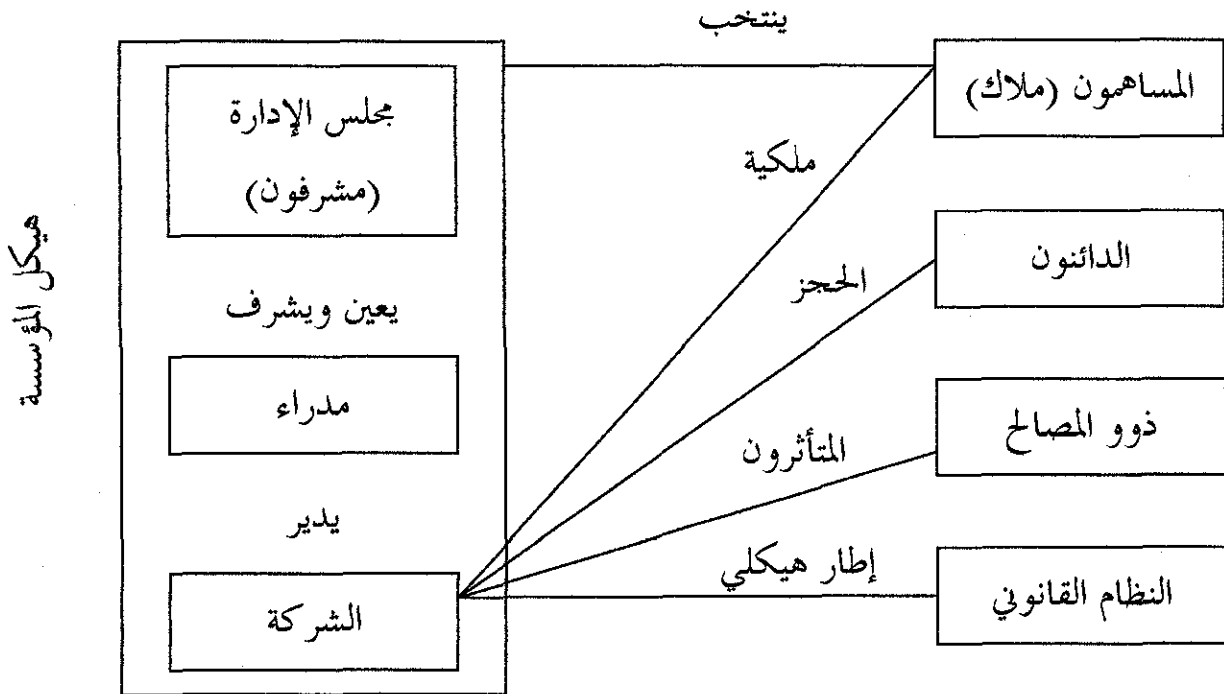 ينتخب
المساهمون (ملاك)
مجلس الإدارة
(مشرفون)
ملكية
هيكل المؤسسة
الدائنون
الحجز
يعين ويشرف
مدراء
ذوو المصالح
المتأثرون
يدير
إطار هيكلي
النظام القانوني
الشركة